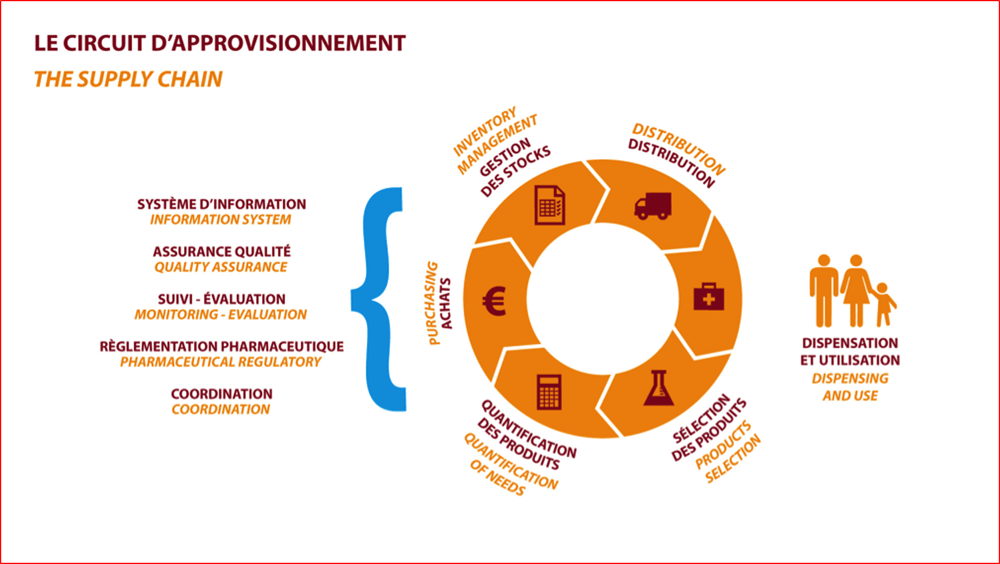 LE CIRCUIT D’APPROVISIONNEMENT
THE SUPPLY CHAIN
SYSTÈME D’INFORMATION
INFORMATION SYSTEM
ASSURANCE QUALITÉ
QUALITY ASSURANCE
SUIVI - ÉVALUATION
MONITORING - EVALUATION
RÈGLEMENTATION PHARMACEUTIQUE
PHARMACEUTICAL REGULATORY
COORDINATION
COORDINATION
INVENTORY
MANAGEMENT
GESTION
DES STOCKS
DISTRIBUTION
DISTRIBUTION
PURCHASING
ACHATS
€
QUANTIFICATION
DES PRODUITS
QUANTIFICATION
OF NEEDS
SÉLECTION
DES PRODUITS
PRODUCTS
SELECTION
DISPENSATION
ET UTILISATION
DISPENSING
AND USE